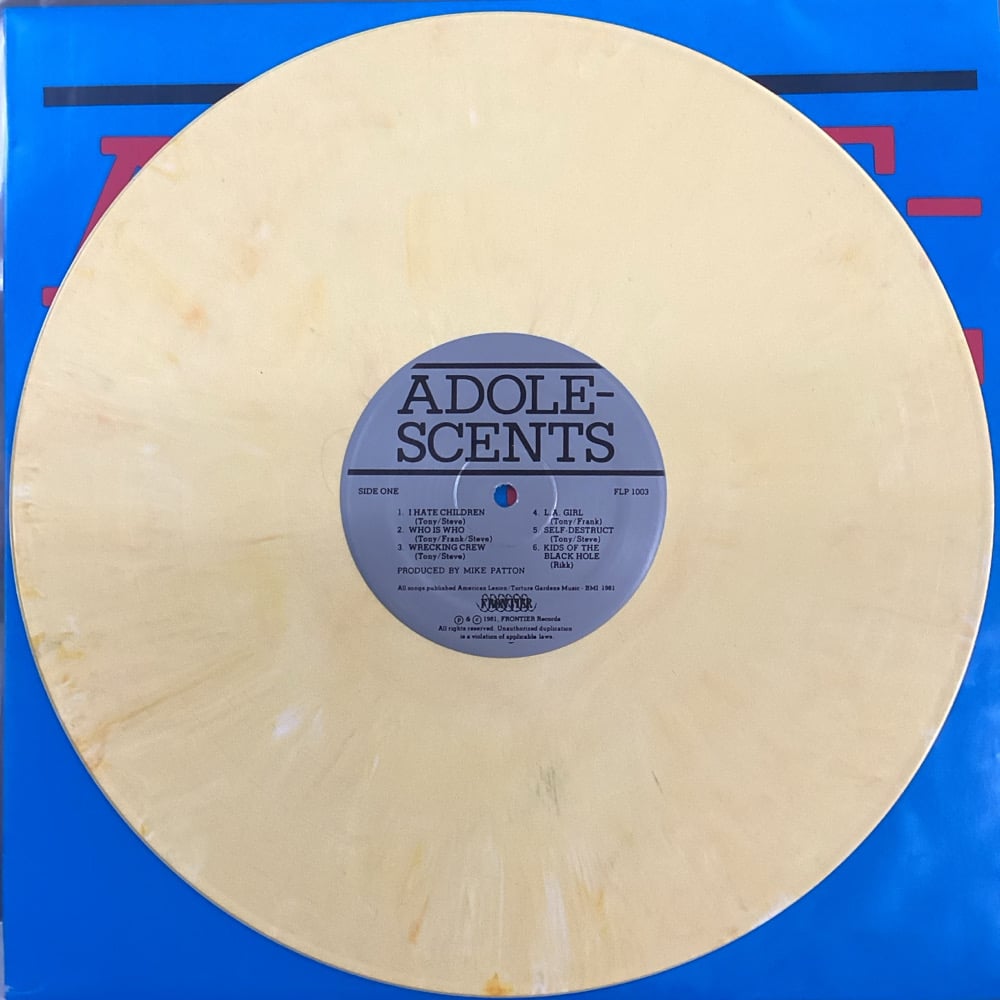 ADOLE-
SCENTS
SIDE ONE
FLP 1003
1. I HATE CHILDREN
(Tony/Steve)
2. WHO IS WHO
(Tony/Frank/Steve)
3. WRECKING CREW
(Tony/Steve)
4. L.A. GIRL
(Tony/Frank)
5. SELF-DESTRUCT
(Tony/Steve)
6. KIDS OF THE
BLACK HOLE
(Rikk)
PRODUCED BY MIKE PATTON
All songs published American Lesion/Torture Gardens Music - BMI 1981
FRONTIER
℗ & © 1981, FRONTIER Records
All rights reserved. Unauthorized duplication
is a violation of applicable laws.